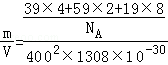 m/V = ((39×4+59×2+19×8)/N_A)/(400²×1308×10⁻³⁰)